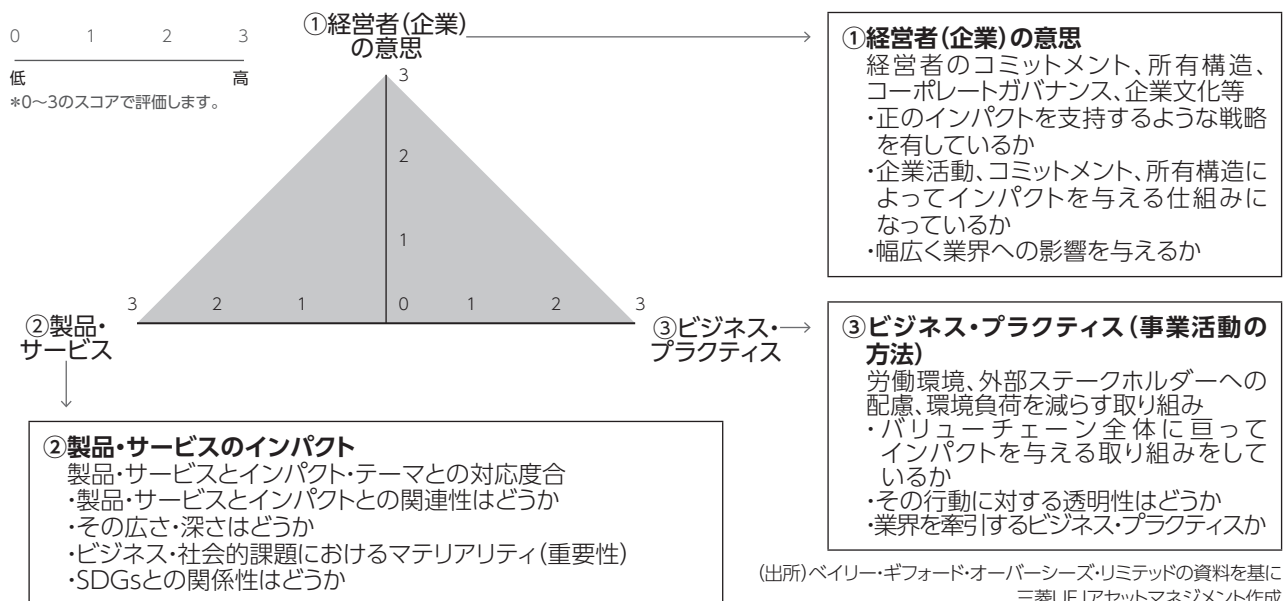 0 1 2 3
低 高
*0～3のスコアで評価します。
①経営者(企業)
の意思
3
2
1
3 2 1 0 1 2 3
②製品・
サービス
③ビジネス・
プラクティス
①経営者(企業)の意思
経営者のコミットメント、所有構造、
コーポレートガバナンス、企業文化等
・正のインパクトを支持するような戦略
を有しているか
・企業活動、コミットメント、所有構造に
よってインパクトを与える仕組みに
なっているか
・幅広く業界への影響を与えるか
③ビジネス・プラクティス(事業活動の
方法)
労働環境、外部ステークホルダーへの
配慮、環境負荷を減らす取り組み
・バリューチェーン全体に亘って
インパクトを与える取り組みをして
いるか
・その行動に対する透明性はどうか
・業界を牽引するビジネス・プラクティスか
②製品・サービスのインパクト
製品・サービスとインパクト・テーマとの対応度合
・製品・サービスとインパクトとの関連性はどうか
・その広さ・深さはどうか
・ビジネス・社会的課題におけるマテリアリティ(重要性)
・SDGsとの関係性はどうか
(出所)ベイリー・ギフォード・オーバーシーズ・リミテッドの資料を基に
三菱UFJアセットマネジメント作成